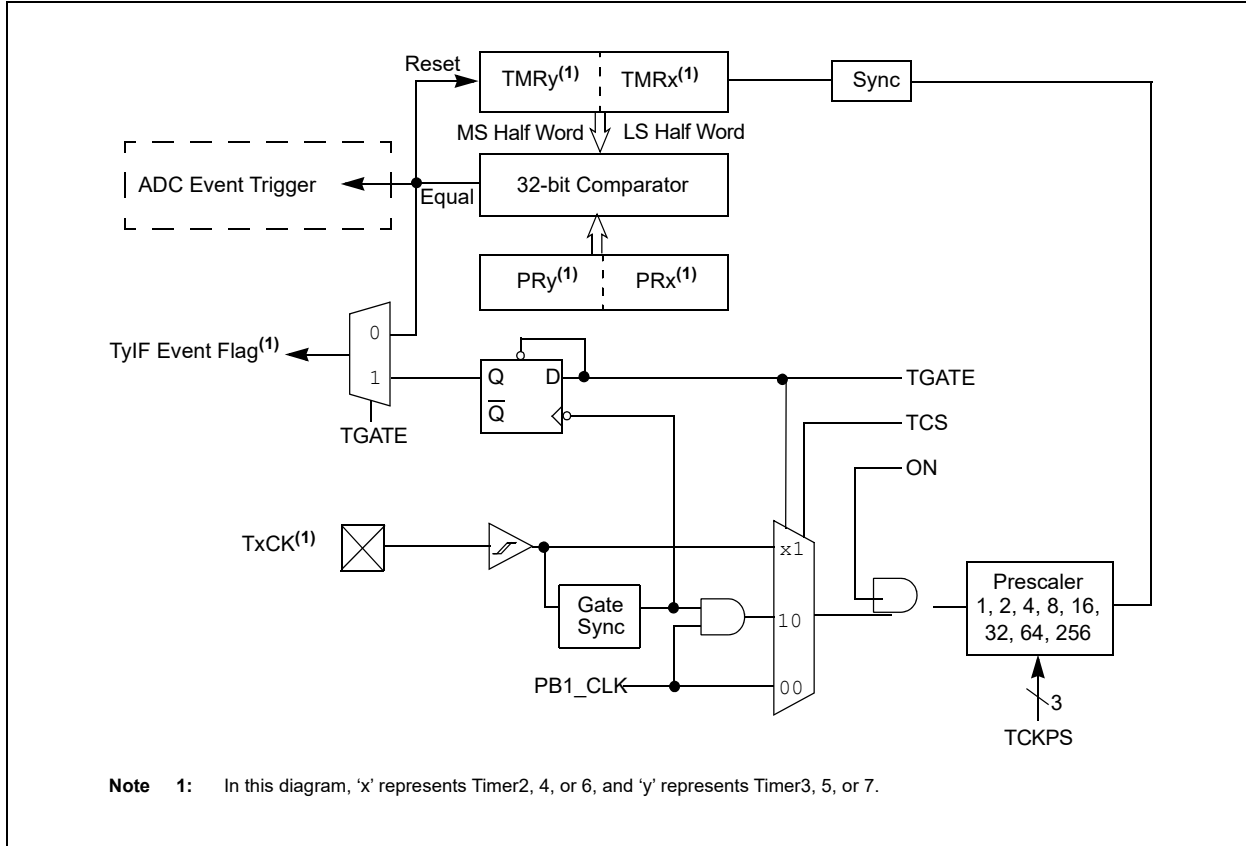 Reset
TMRy(1) TMRx(1)
Sync
MS Half Word LS Half Word
ADC Event Trigger
Equal
32-bit Comparator
PRy(1) PRx(1)
0
TyIF Event Flag(1)
1
TGATE
Q D
Q̅
TGATE
TCS
ON
TxCK(1)
x1
Gate
Sync
10
Prescaler
1, 2, 4, 8, 16,
32, 64, 256
PB1_CLK
00
3
TCKPS
Note 1: In this diagram, ‘x’ represents Timer2, 4, or 6, and ‘y’ represents Timer3, 5, or 7.